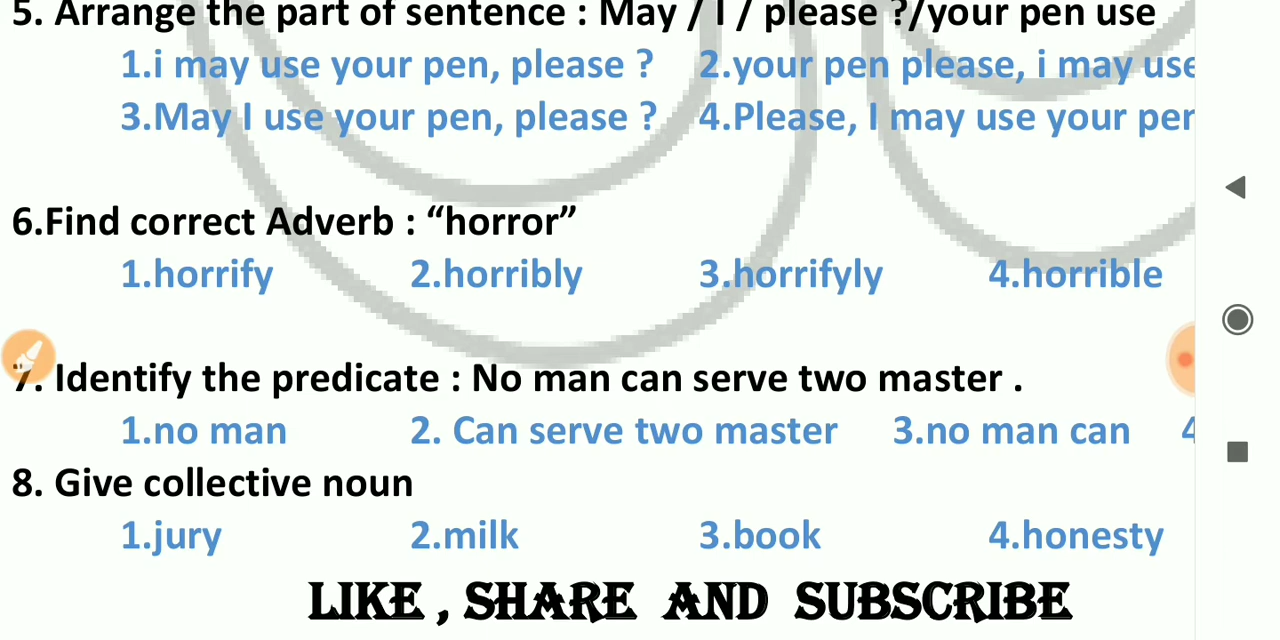 5. Arrange the part of sentence : May / I / please ?/your pen use
1.i may use your pen, please ? 2.your pen please, i may use
3.May I use your pen, please ? 4.Please, I may use your
6.Find correct Adverb : “horror”
1.horrify 2.horribly 3.horrifyly 4.horrible
7. Identify the predicate : No man can serve two master .
1.no man 2. Can serve two master 3.no man can 4
8. Give collective noun
1.jury 2.milk 3.book 4.honesty
LIKE , SHARE AND SUBSCRIBE